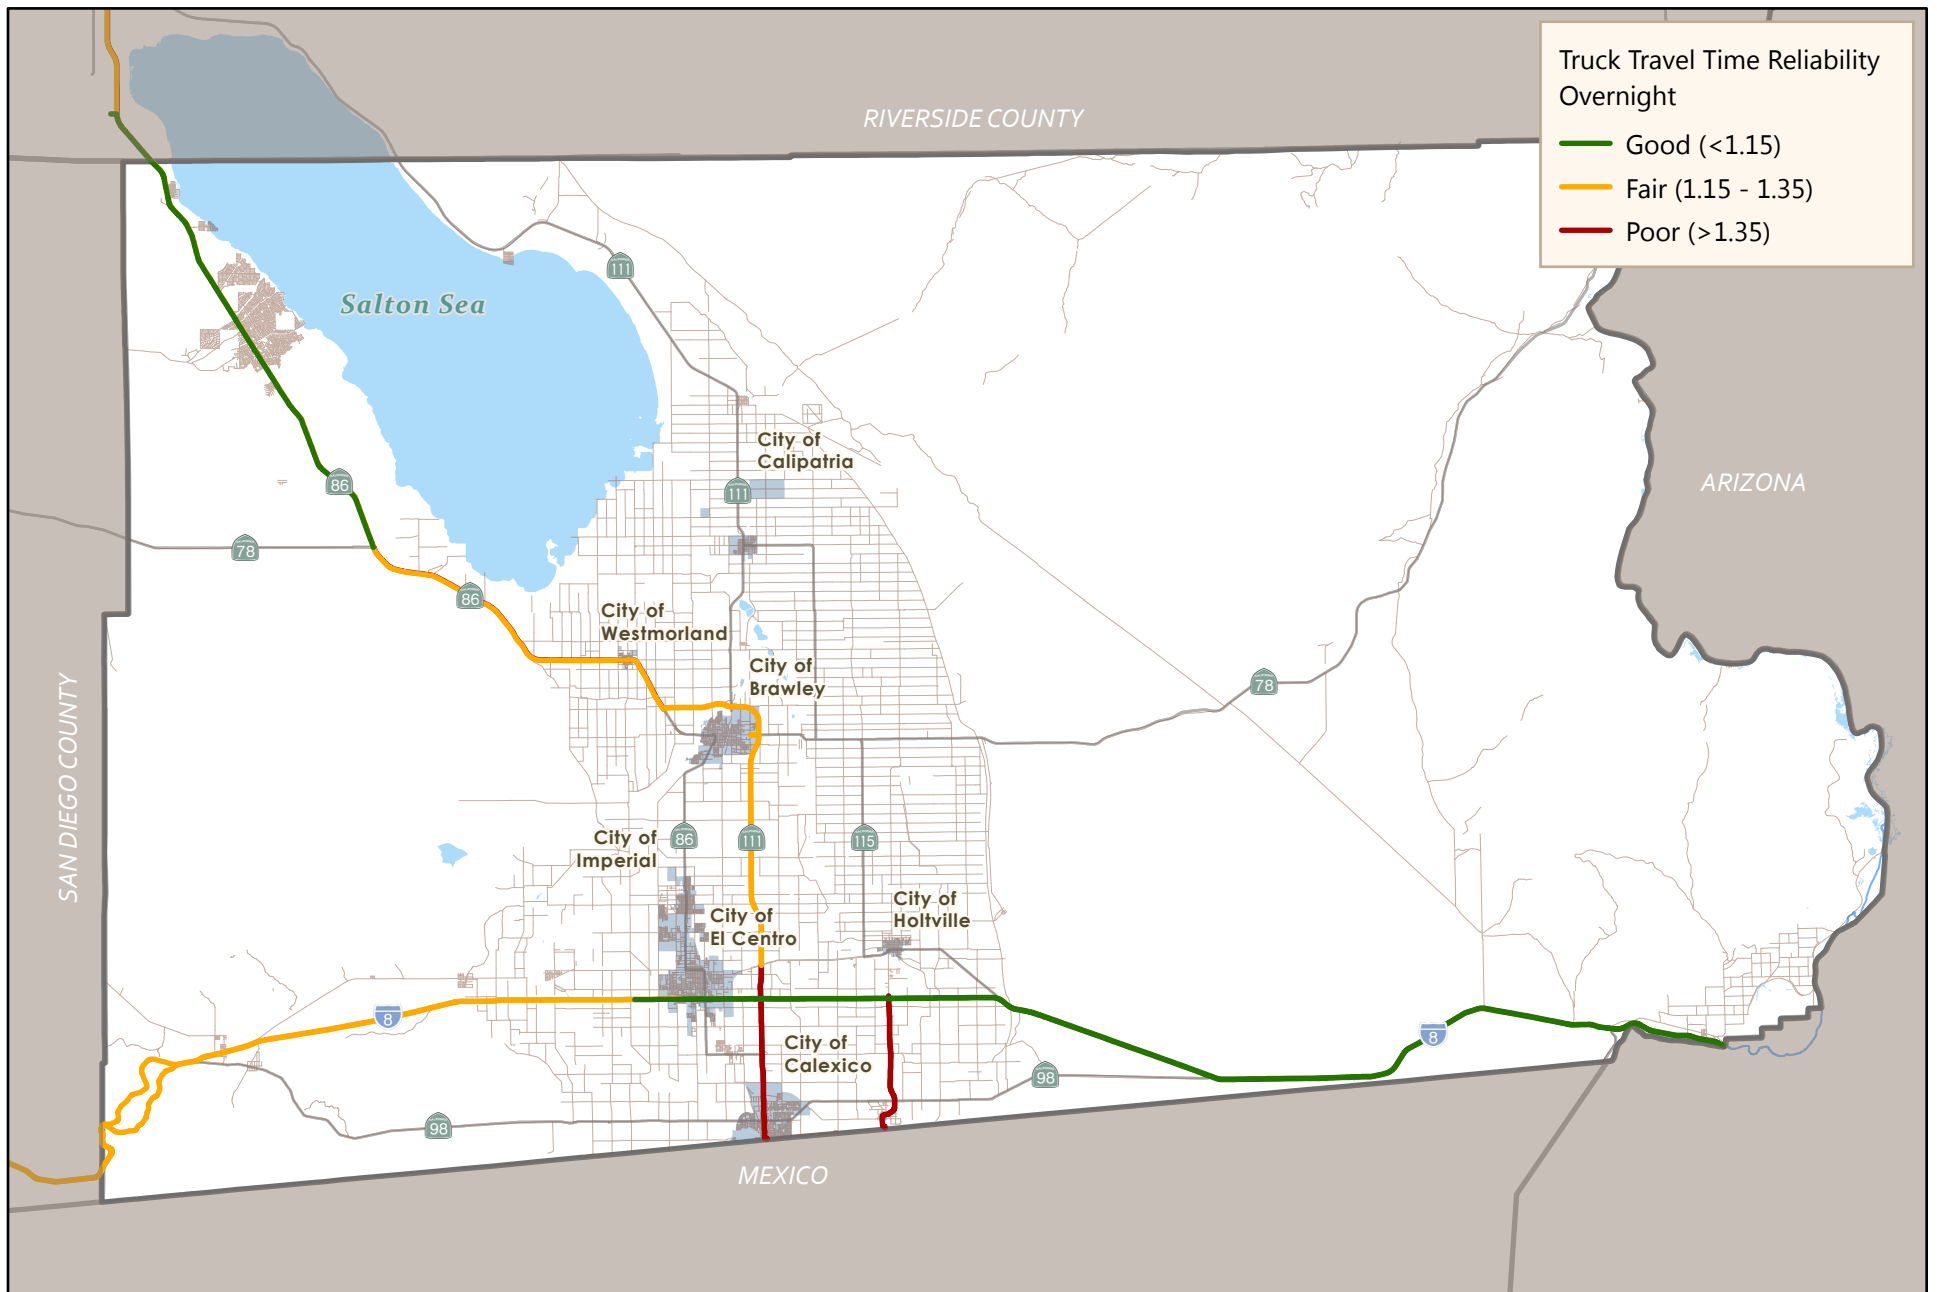 Truck Travel Time Reliability
Overnight
Good (<1.15)
Fair (1.15 - 1.35)
Poor (>1.35)
RIVERSIDE COUNTY
111
Salton Sea
City of
Calipatria
86
111
ARIZONA
78
86
City of
Westmorland
City of
Brawley
78
SAN DIEGO COUNTY
City of
Imperial
86
111
115
City of
El Centro
City of
Holtville
8
8
City of
Calexico
98
98
MEXICO